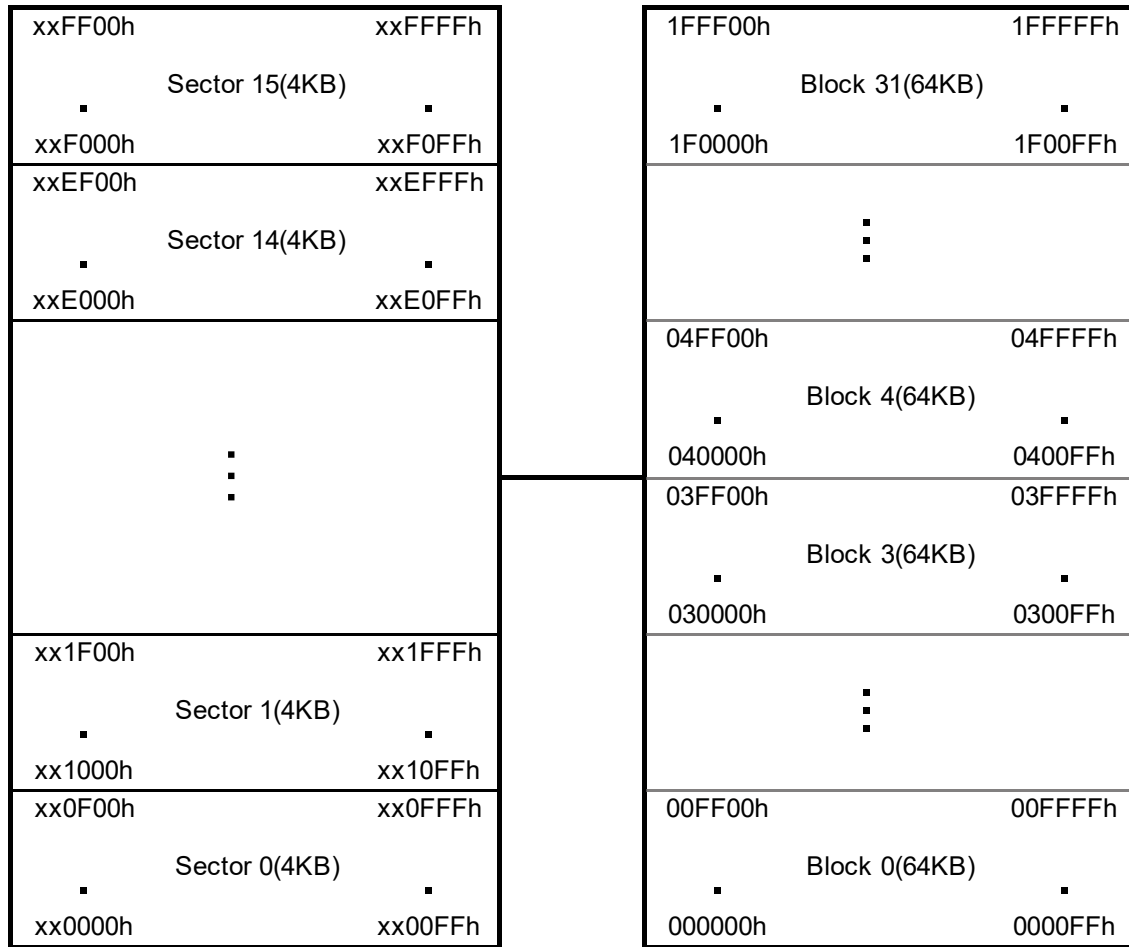 xxFF00h xxFFFFh
Sector 15(4KB)
xxF000h xxF0FFh
xxEF00h xxEFFFh
Sector 14(4KB)
xxE000h xxE0FFh
xx1F00h xx1FFFh
Sector 1(4KB)
xx1000h xx10FFh
xx0F00h xx0FFFh
Sector 0(4KB)
xx0000h xx00FFh
1FFF00h 1FFFFFh
Block 31(64KB)
1F0000h 1F00FFh
04FF00h 04FFFFh
Block 4(64KB)
040000h 0400FFh
03FF00h 03FFFFh
Block 3(64KB)
030000h 0300FFh
00FF00h 00FFFFh
Block 0(64KB)
000000h 0000FFh